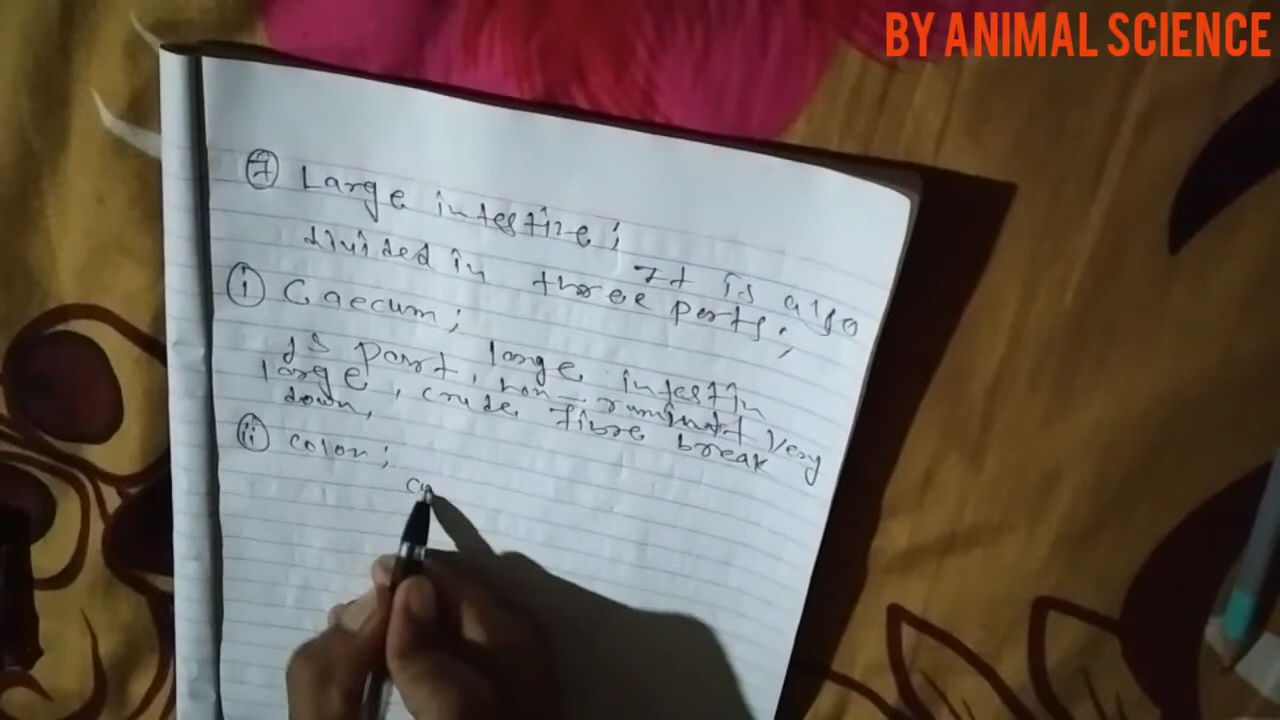 BY ANIMAL SCIENCE
⑦ Large intestine ; It is also
divided in three parts ;
ⓘ Caecum ;
large intestin
is part, non-ruminant very
large, crude fibre break
down,
ⓘⓘ colon ;